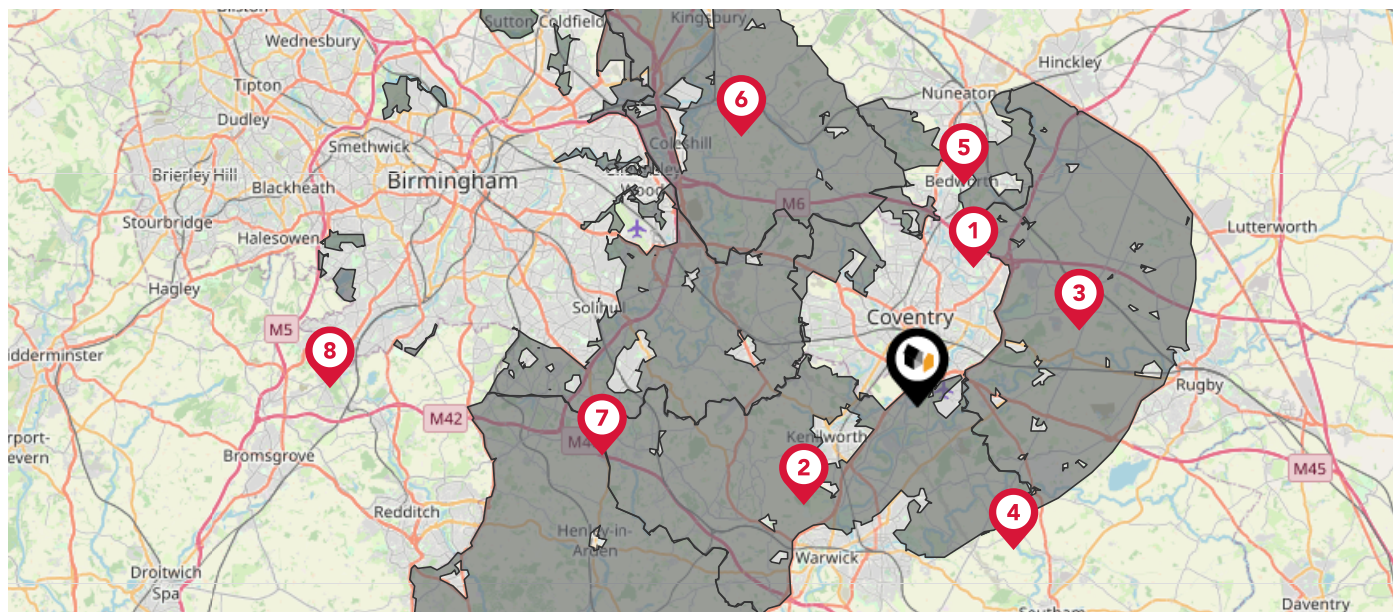 Sutton Coldfield
Kingsbury
Wednesbury
Hinckley
Tipton
6
Nuneaton
Dudley
Smethwick
Coleshill
5
Brierley Hill
Birmingham
Blackheath
Wood
Bedworth
M6
Stourbridge
1
Lutterworth
Halesowen
Hagley
3
Coventry
M5
8
Rugby
M42
7
Kenilworth
Bromsgrove
2
M45
Redditch
4
Henley-in-
Arden
Warwick
Droitwich
Spa
Daventry